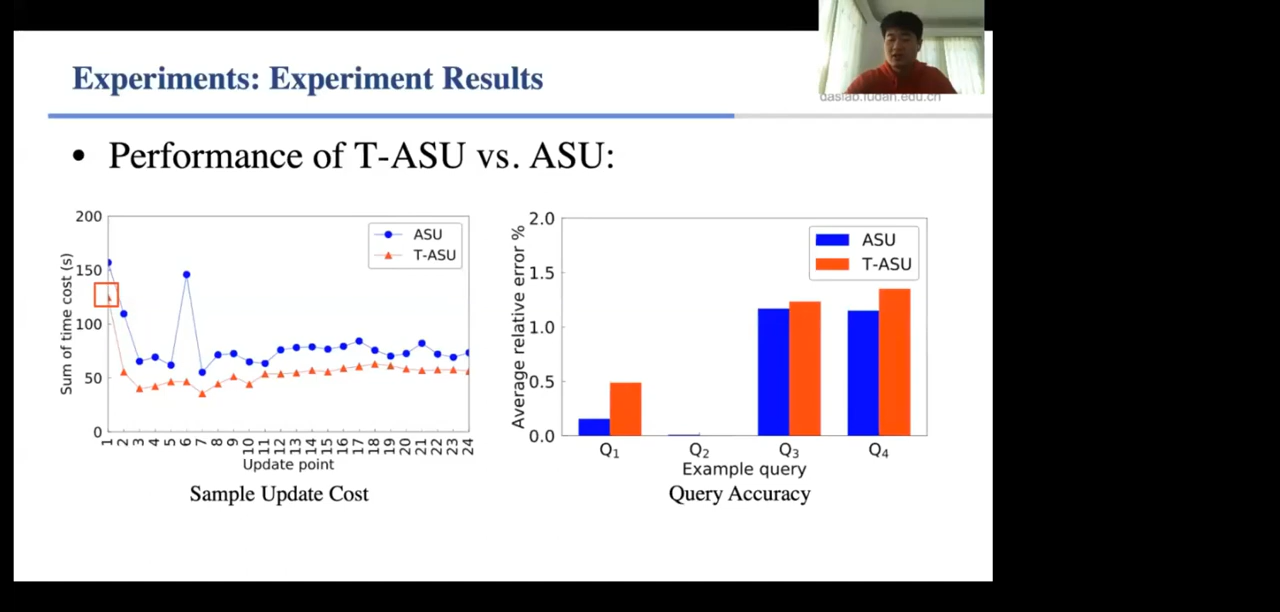 Experiments: Experiment Results
daslab.fudan.edu.cn
• Performance of T-ASU vs. ASU:
200
150
100
50
0
Sum of time cost (s)
ASU
T-ASU
1 2 3 4 5 6 7 8 9 10 11 12 13 14 15 16 17 18 19 20 21 22 23 24
Update point
Sample Update Cost
2.0
1.5
1.0
0.5
0.0
Average relative error %
ASU
T-ASU
Q1 Q2 Q3 Q4
Example query
Query Accuracy